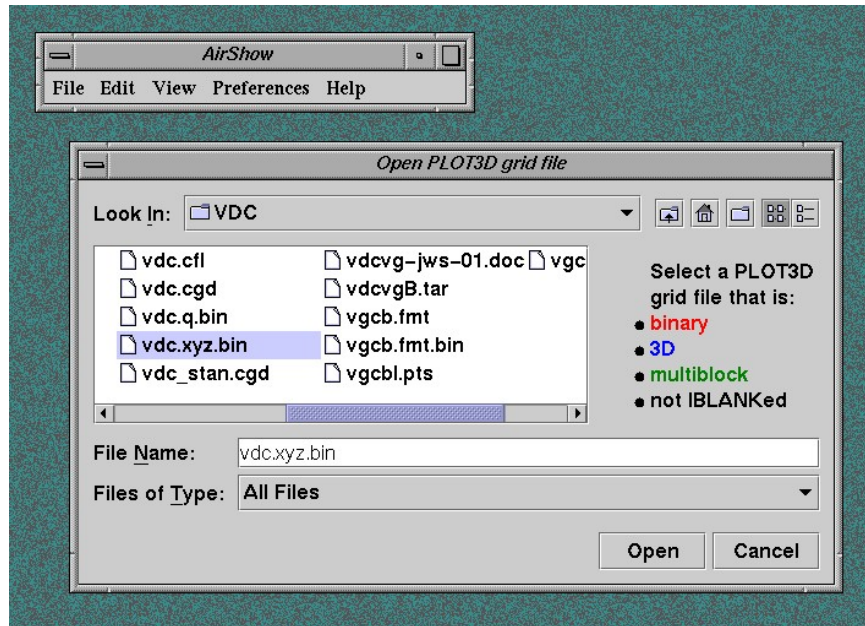 AirShow
File Edit View Preferences Help
Open PLOT3D grid file
Look In: VDC
vdc.cfl vdcvg-jws-01.doc vgc
vdc.cgd vdcvgB.tar
vdc.q.bin vgcb.fmt
vdc.xyz.bin vgcb.fmt.bin
vdc_stan.cgd vgcbl.pts
Select a PLOT3D
grid file that is:
binary
3D
multiblock
not IBLANKed
File Name: vdc.xyz.bin
Files of Type: All Files
Open Cancel